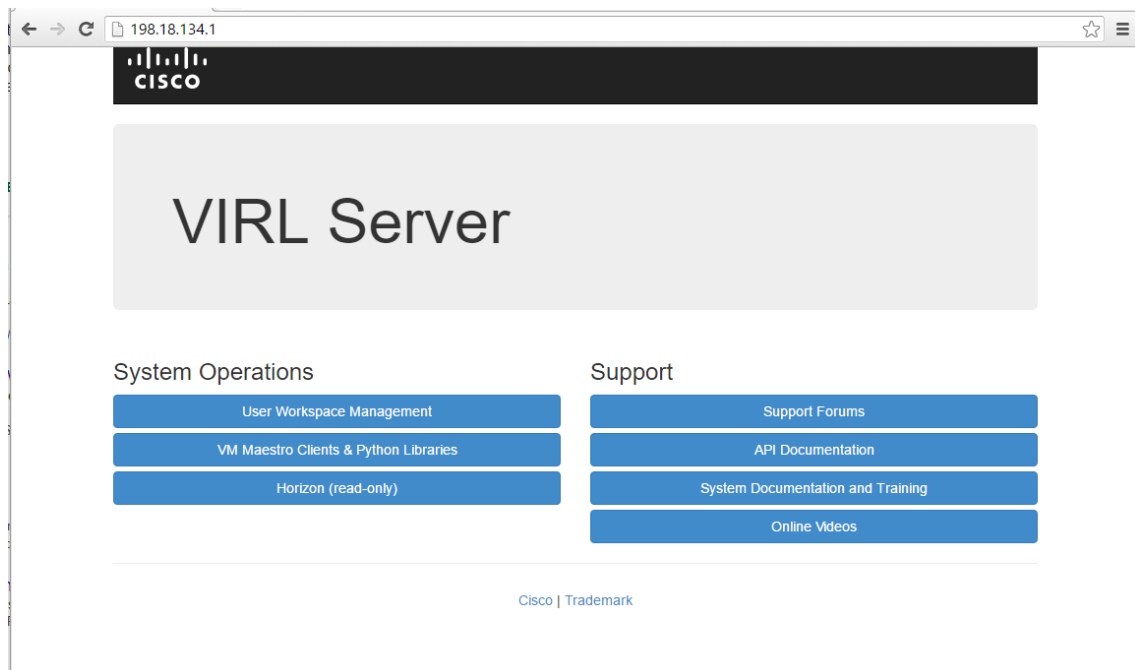 198.18.134.1
CISCO
VIRL Server
System Operations
User Workspace Management
VM Maestro Clients & Python Libraries
Horizon (read-only)
Support
Support Forums
API Documentation
System Documentation and Training
Online Videos
Cisco | Trademark